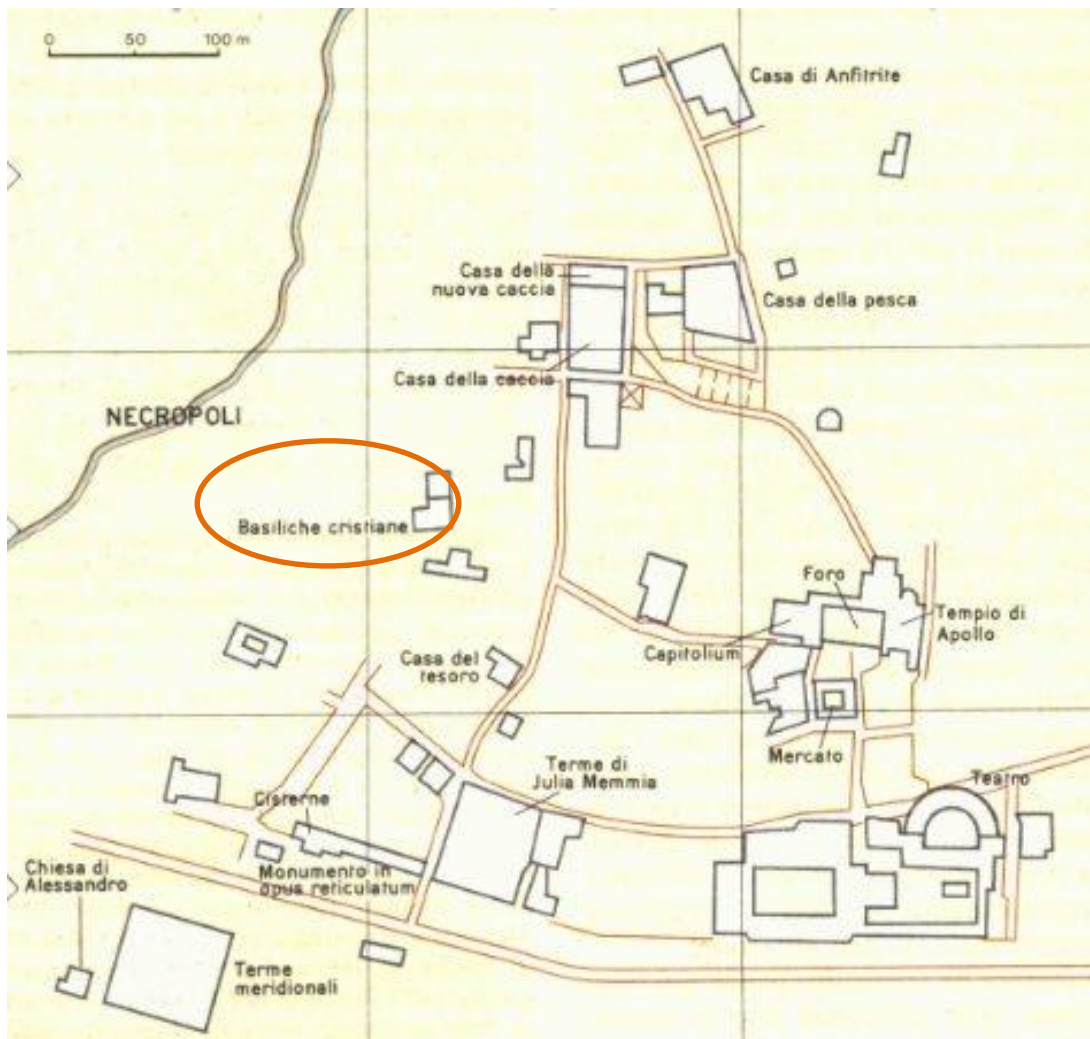 0 50 100 m
Casa di Anfitrite
Casa della
nuova caccia
Casa della pesca
Casa della caccia
NECROPOLI
Basiliche cristiane
Foro
Tempio di
Apollo
Capitolium
Casa del
tesoro
Mercato
Terme di
Julia Memmia
Teatro
Cisterne
Monumento in
opus reticulatum
Chiesa di
Alessandro
Terme
meridionali